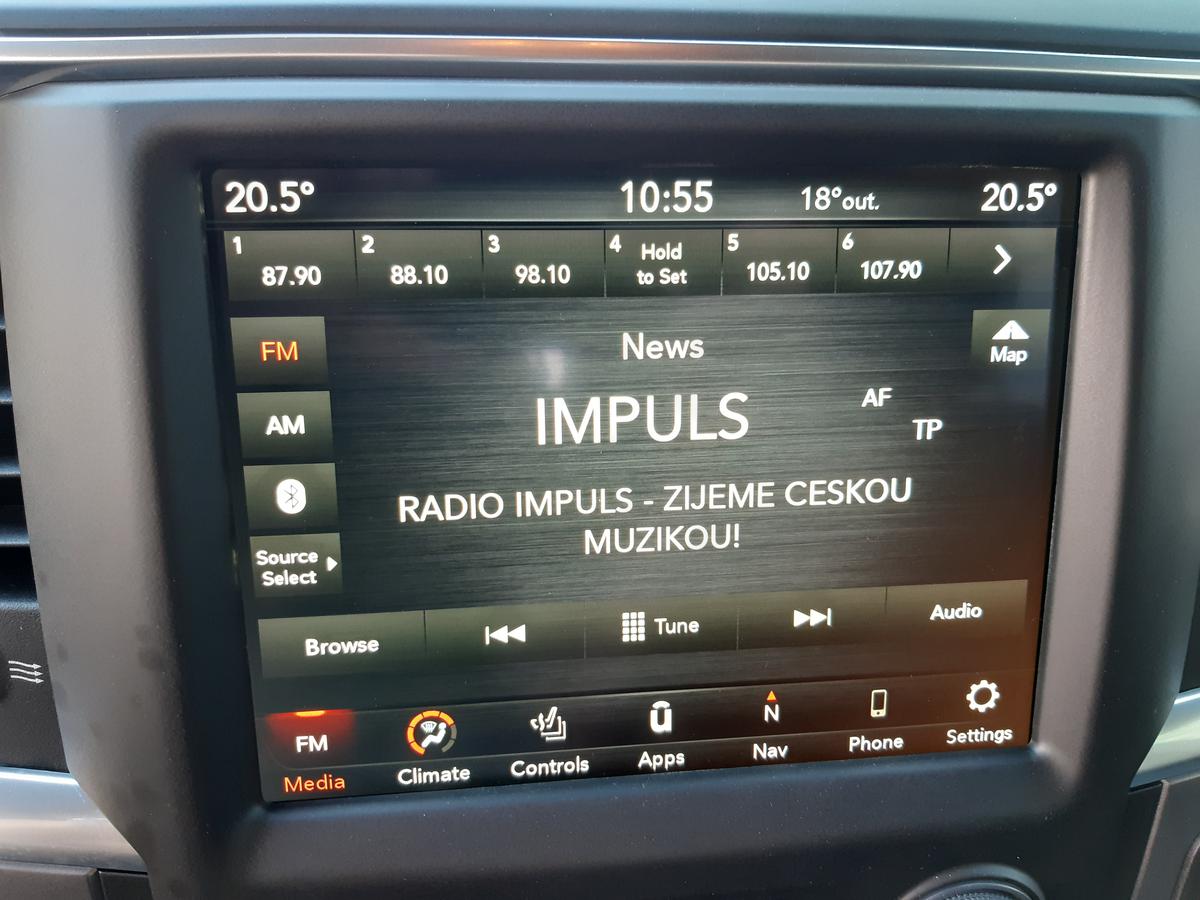 20.5° 10:55 18°out. 20.5°
1 2 3 4 Hold 5 6
87.90 88.10 98.10 to Set 105.10 107.90
FM
News
Map
IMPULS
AF
AM
TP
RADIO IMPULS - ZIJEME CESKOU
MUZIKOU!
Source
Select
Browse Tune Audio
FM
N
Media Climate Controls Apps Nav Phone Settings